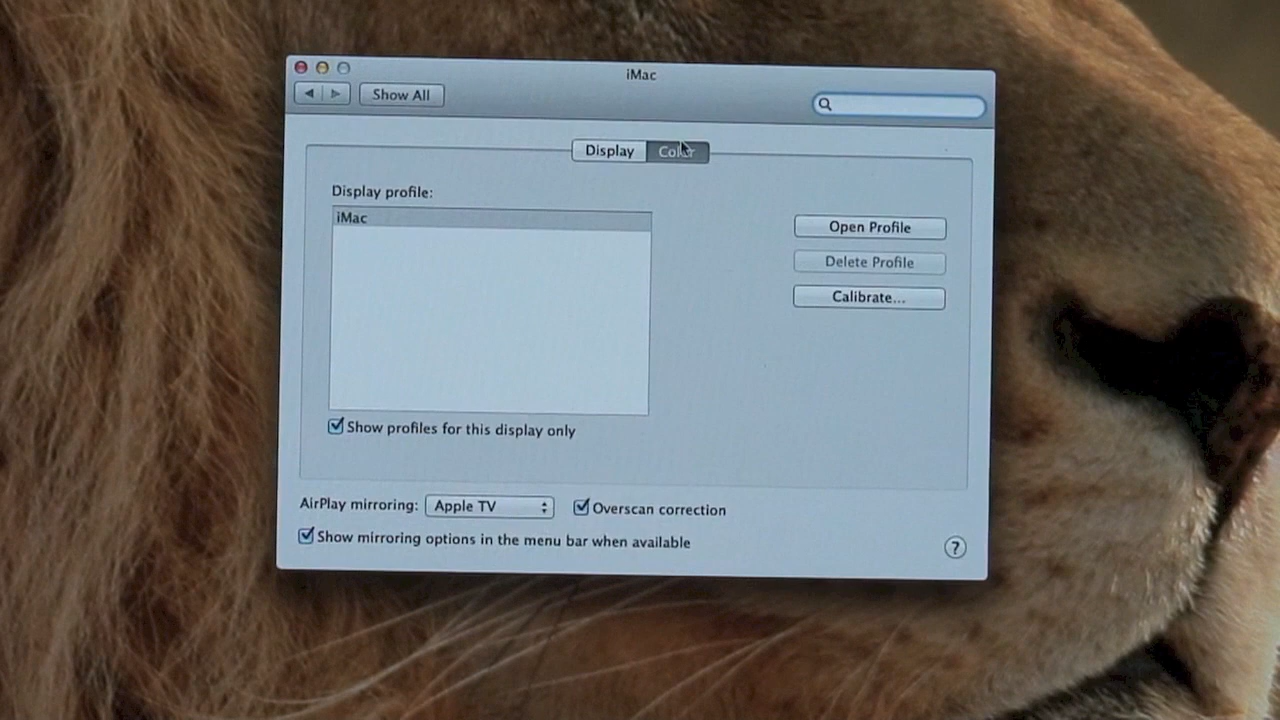 iMac
Show All
Display Color
Display profile:
iMac
Open Profile
Delete Profile
Calibrate...
Show profiles for this display only
AirPlay mirroring: Apple TV Overscan correction
Show mirroring options in the menu bar when available ?